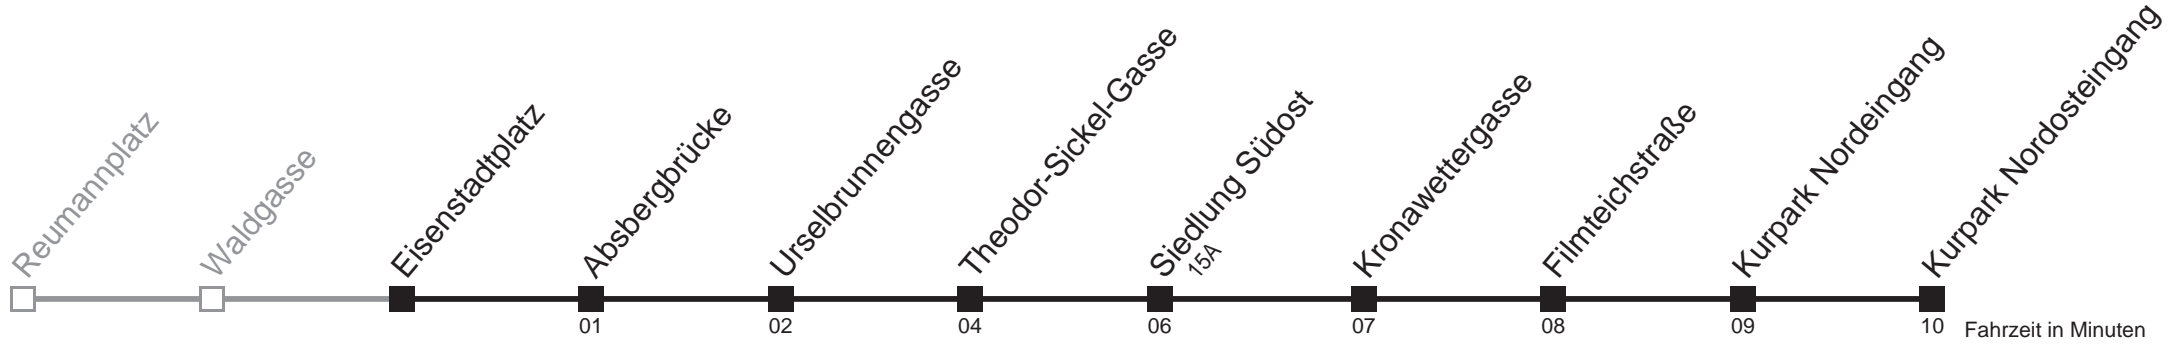 Reumannplatz
Waldgasse
Eisenstadtplatz
Absbergbrücke
Urselbrunnengasse
Theodor-Sickel-Gasse
Siedlung Südost
15A
Kronawettergasse
Filmteichstraße
Kurpark Nordeingang
Kurpark Nordosteingang
01 02 04 06 07 08 09 10 Fahrzeit in Minuten